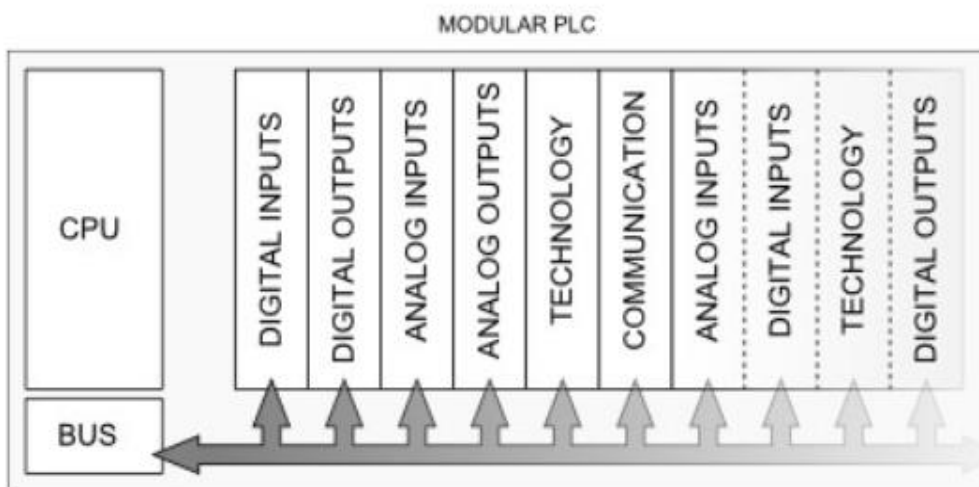 MODULAR PLC
CPU
BUS
DIGITAL INPUTS
DIGITAL OUTPUTS
ANALOG INPUTS
ANALOG OUTPUTS
TECHNOLOGY
COMMUNICATION
ANALOG INPUTS
DIGITAL INPUTS
TECHNOLOGY
DIGITAL OUTPUTS